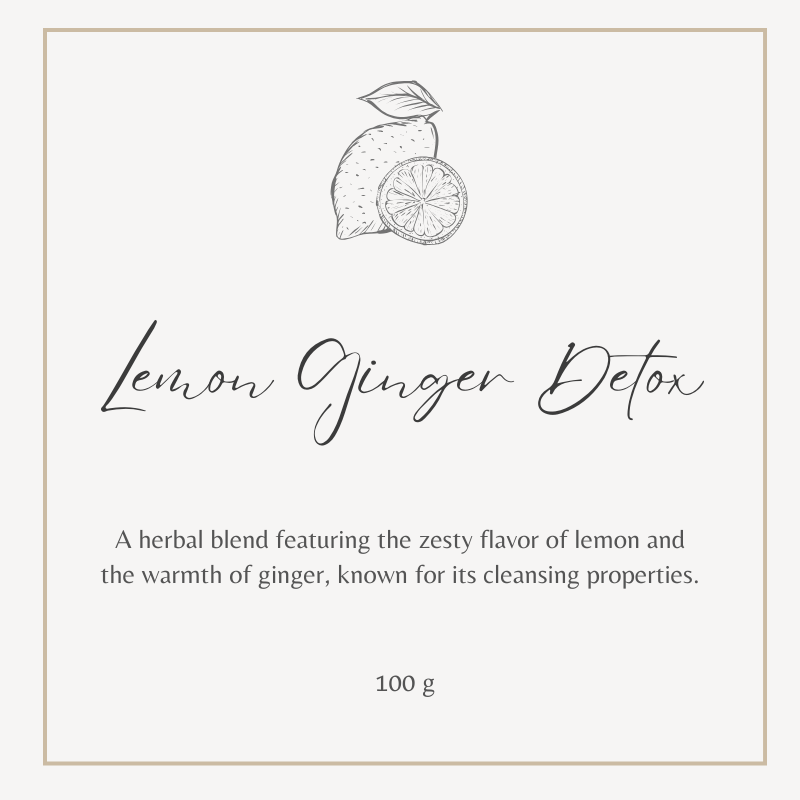 Lemon Ginger Detox
A herbal blend featuring the zesty flavor of lemon and
the warmth of ginger, known for its cleansing properties.
100 g